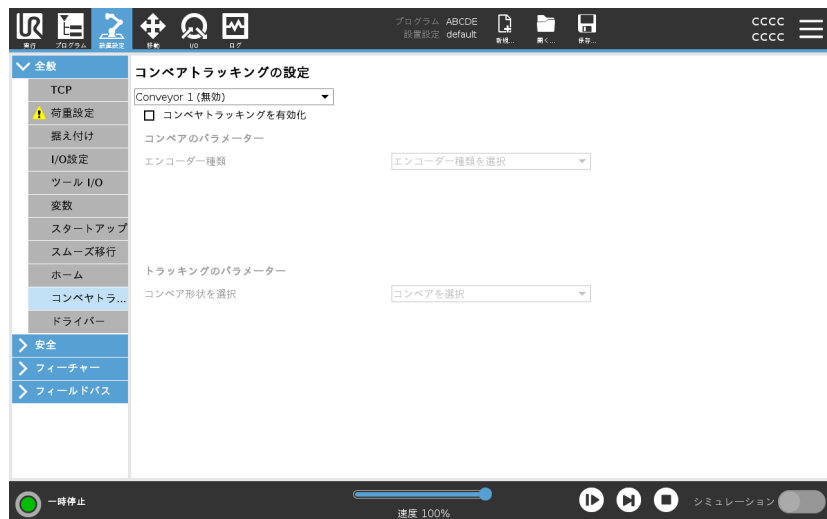 プログラム ABCDE
設置設定 default
cccc
cccc
実行
プログラム
設置設定
移動
I/O
ログ
新規...
開く...
保存...
全般
TCP
荷重設定
据え付け
I/O設定
ツール I/O
変数
スタートアップ
スムーズ移行
ホーム
コンベヤトラ...
ドライバー
安全
フィーチャー
フィールドバス
コンベアトラッキングの設定
Conveyor 1 (無効)
コンベヤトラッキングを有効化
コンベアのパラメーター
エンコーダー種類
エンコーダー種類を選択
トラッキングのパラメーター
コンベア形状を選択
コンベアを選択
一時停止
速度 100%
シミュレーション